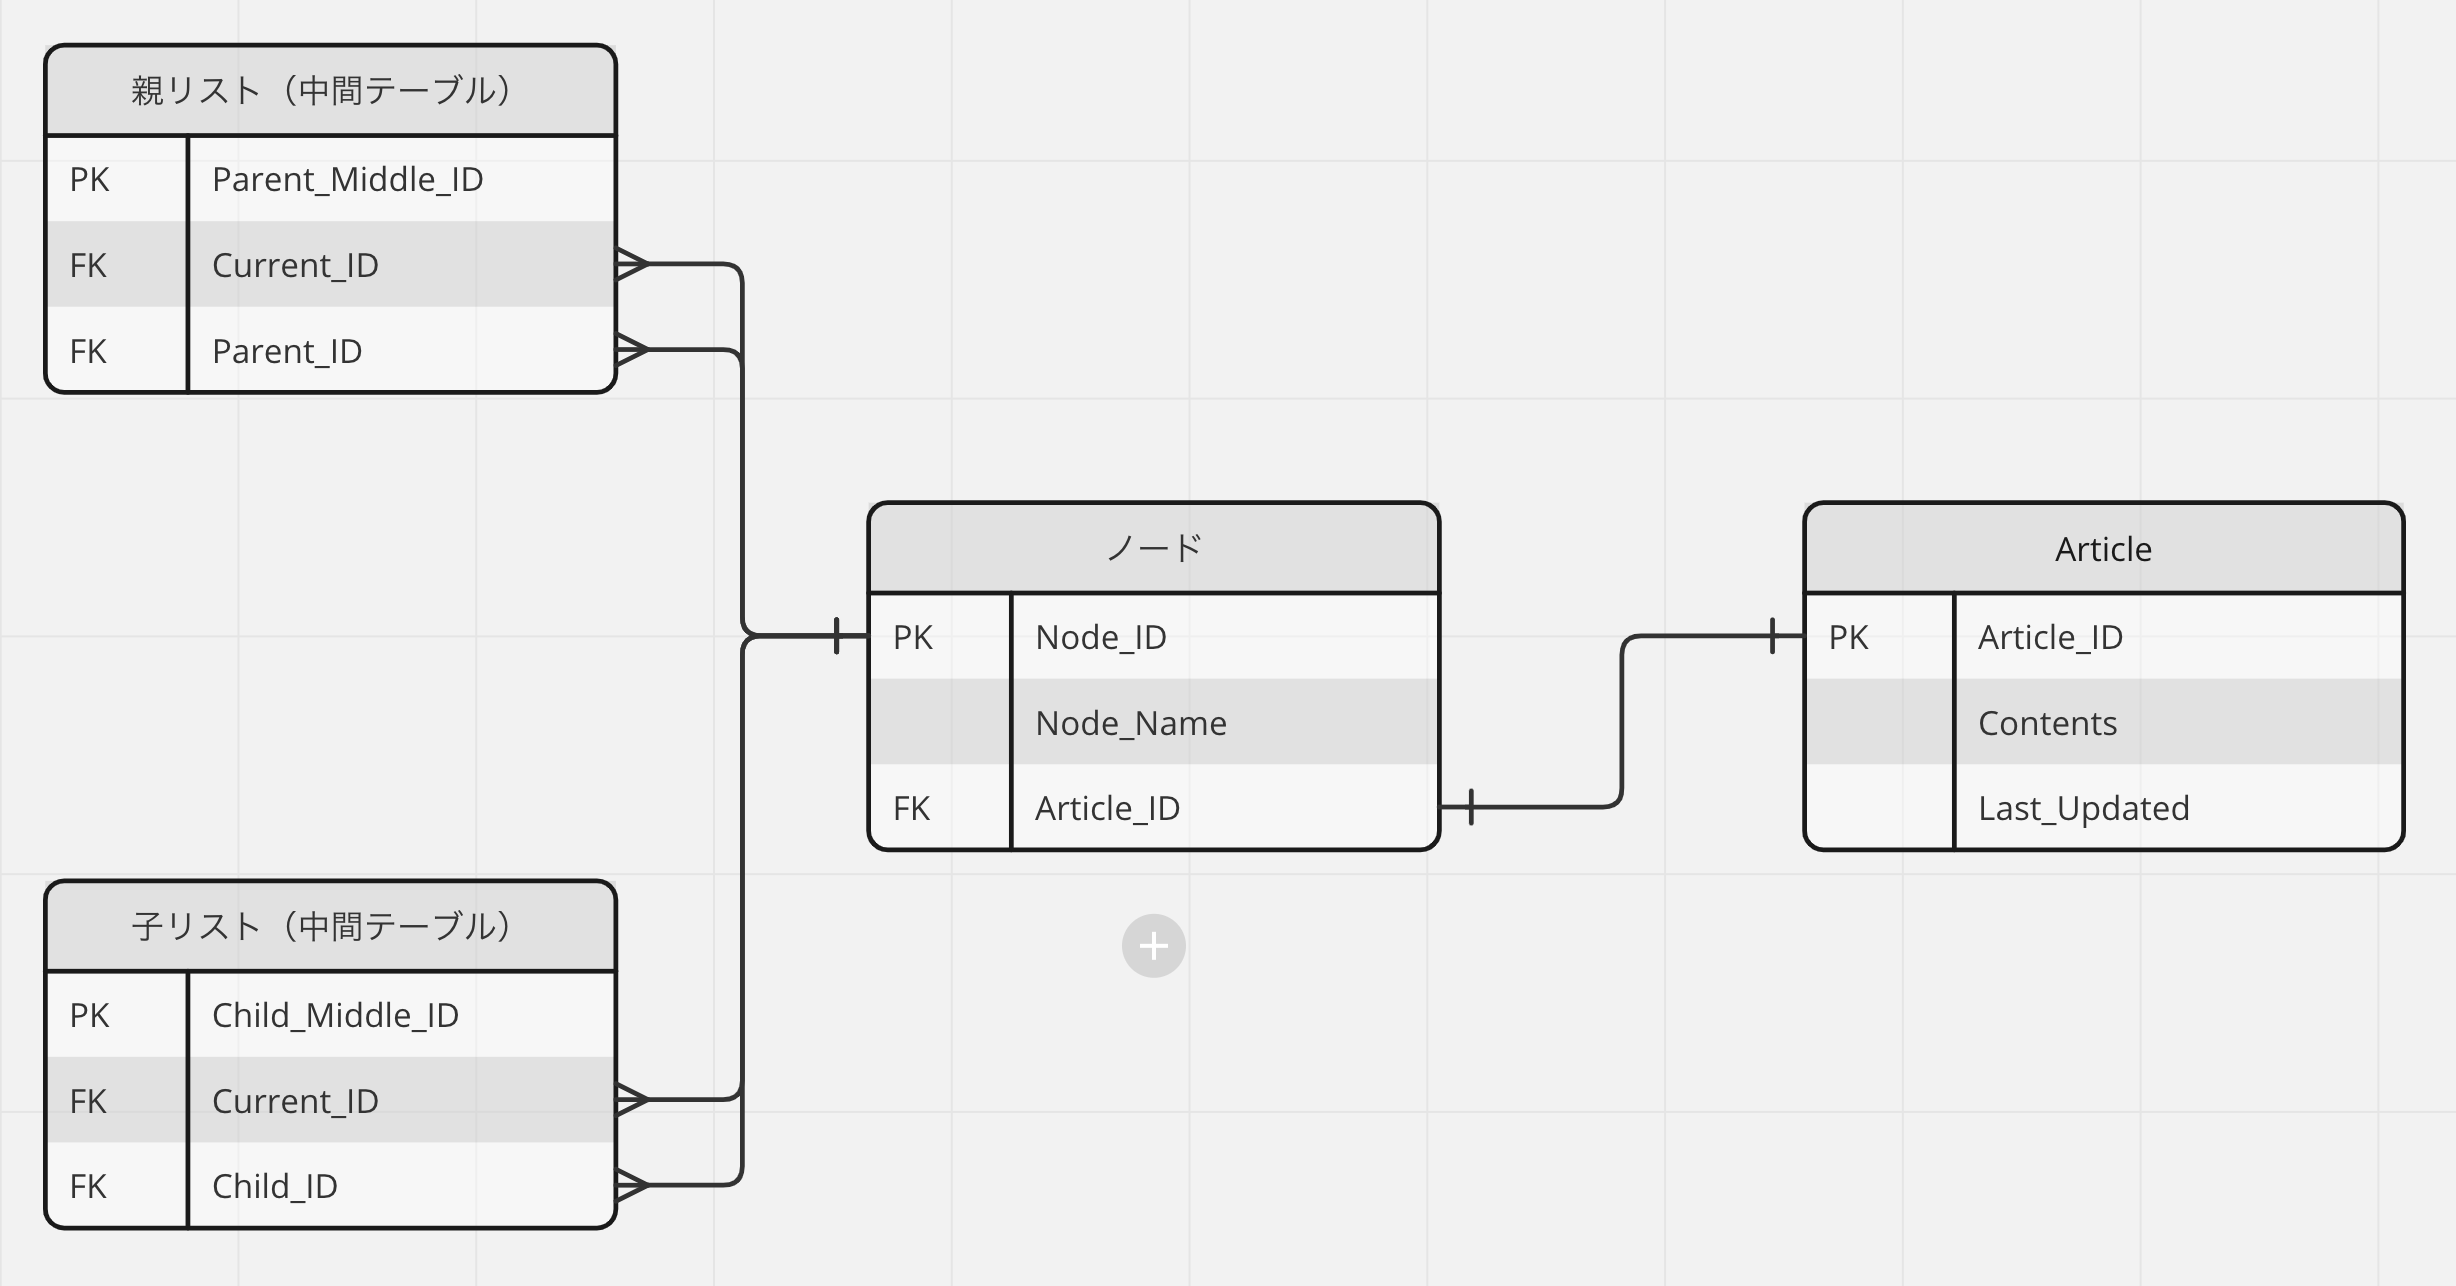 親リスト（中間テーブル）
PK Parent_Middle_ID
FK Current_ID
FK Parent_ID
ノード
PK Node_ID
Node_Name
FK Article_ID
Article
PK Article_ID
Contents
Last_Updated
子リスト（中間テーブル）
PK Child_Middle_ID
FK Current_ID
FK Child_ID